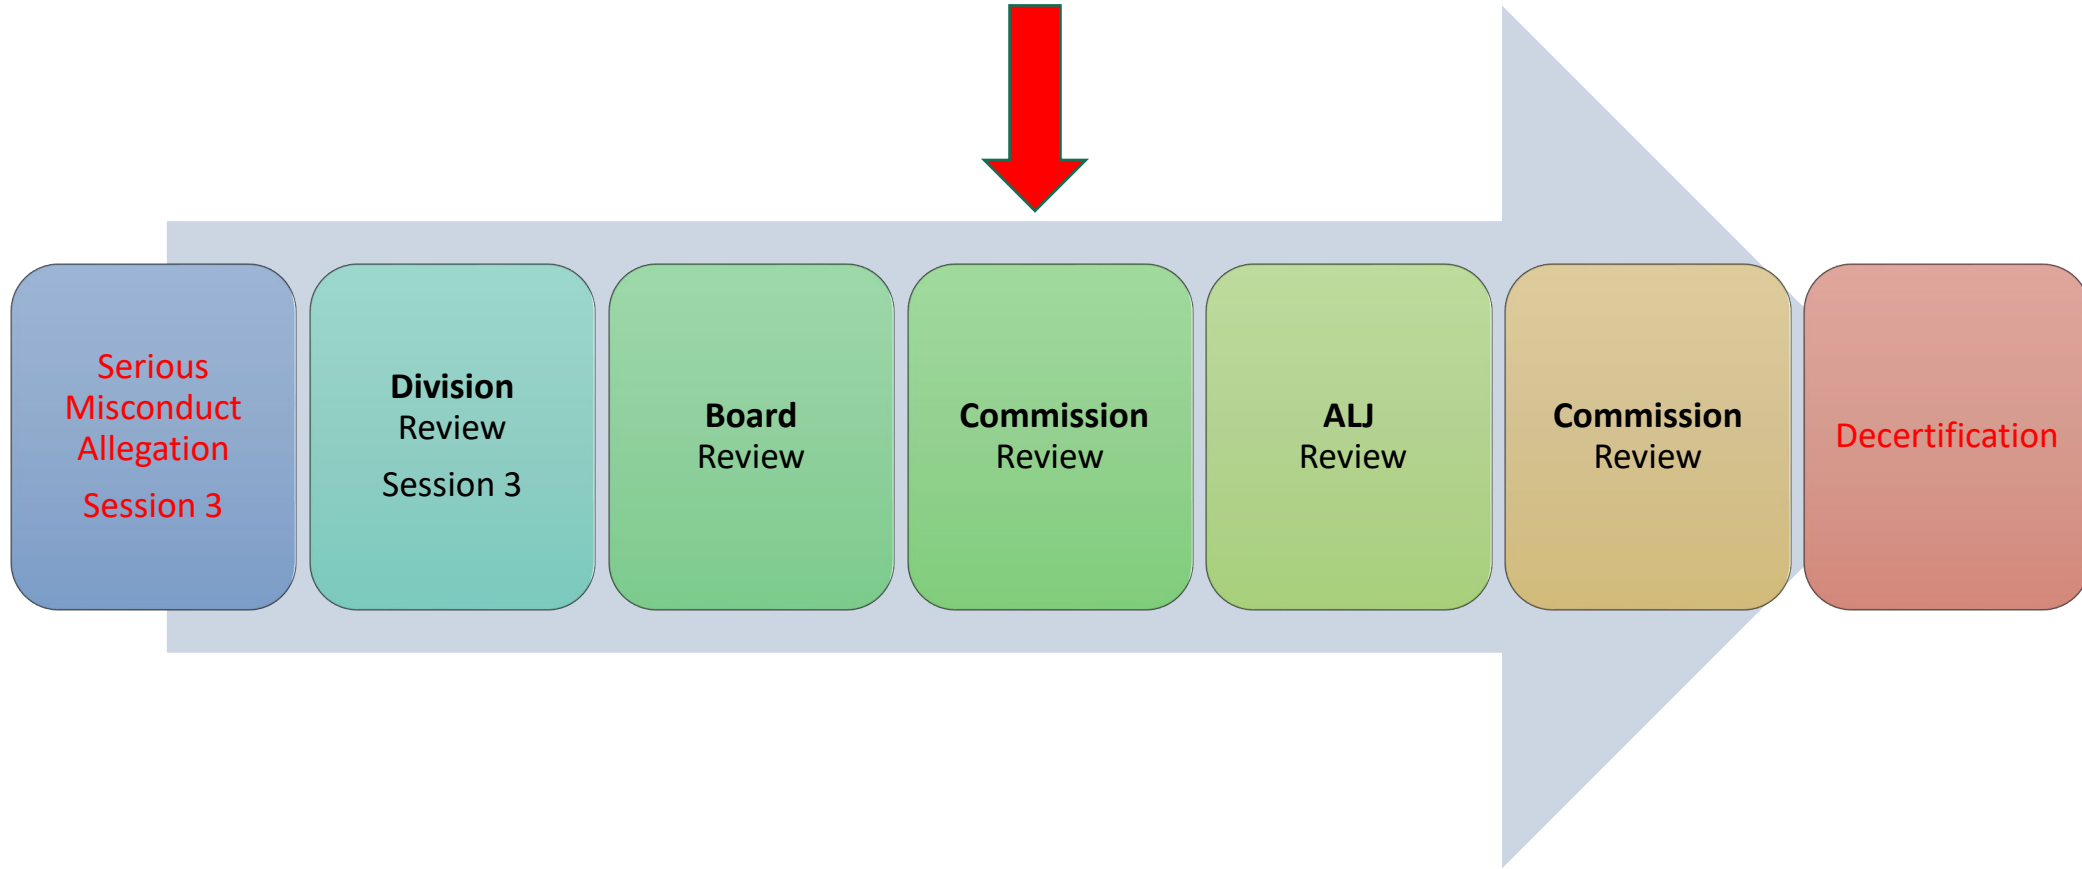 Serious
Misconduct
Allegation
Session 3
Division
Review
Session 3
Board
Review
Commission
Review
ALJ
Review
Commission
Review
Decertification